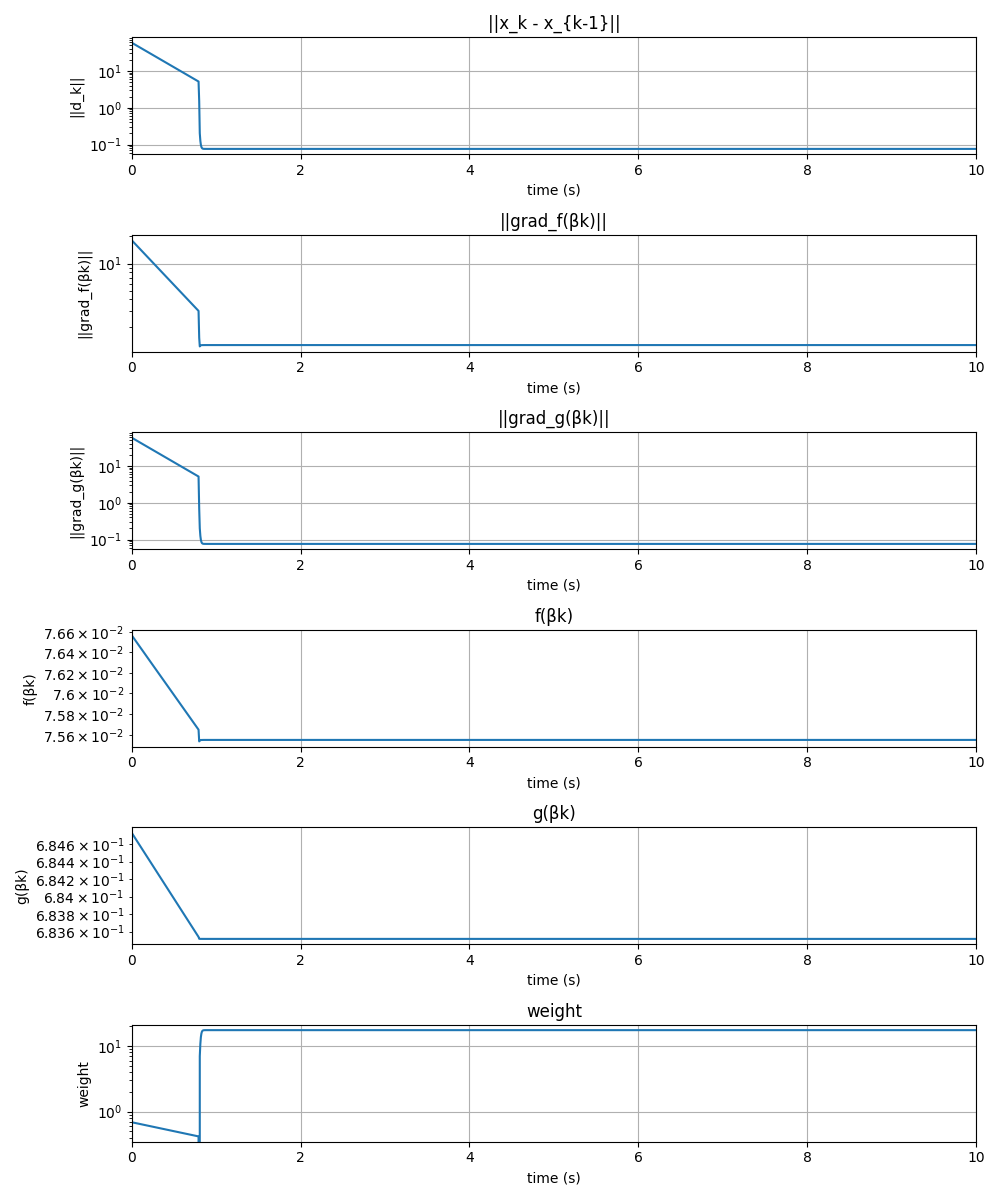 ||x_k - x_{k-1}||
||d_k||
10¹
10⁰
10⁻¹
0 2 4 6 8 10
time (s)
||grad_f(βk)||
||grad_f(βk)||
10¹
0 2 4 6 8 10
time (s)
||grad_g(βk)||
||grad_g(βk)||
10¹
10⁰
10⁻¹
0 2 4 6 8 10
time (s)
f(βk)
f(βk)
7.66 × 10⁻²
7.64 × 10⁻²
7.62 × 10⁻²
7.6 × 10⁻²
7.58 × 10⁻²
7.56 × 10⁻²
0 2 4 6 8 10
time (s)
g(βk)
g(βk)
6.846 × 10⁻¹
6.844 × 10⁻¹
6.842 × 10⁻¹
6.84 × 10⁻¹
6.838 × 10⁻¹
6.836 × 10⁻¹
0 2 4 6 8 10
time (s)
weight
weight
10¹
10⁰
0 2 4 6 8 10
time (s)